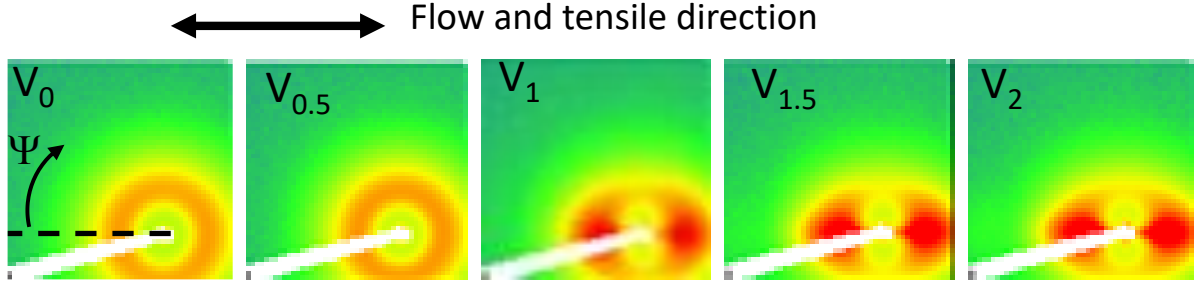 Flow and tensile direction
V₀ V₀.₅ V₁ V₁.₅ V₂
Ψ